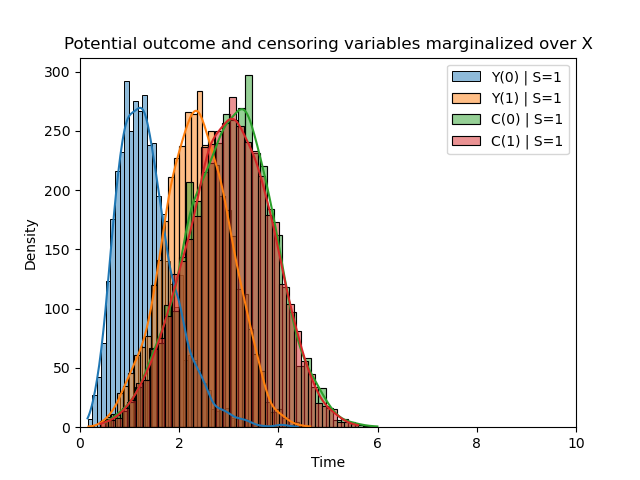 Potential outcome and censoring variables marginalized over X
Y(0) | S=1
Y(1) | S=1
C(0) | S=1
C(1) | S=1
Density
300
250
200
150
100
50
0
0 2 4 6 8 10
Time